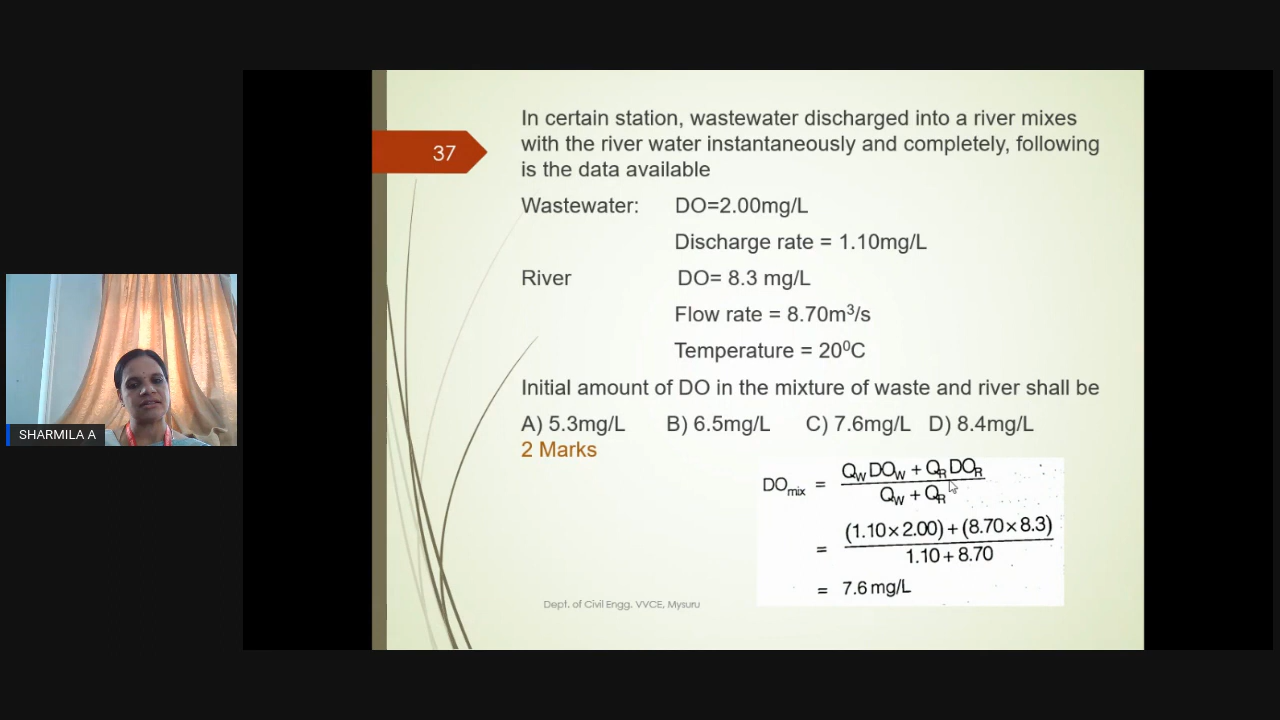 37
In certain station, wastewater discharged into a river mixes
with the river water instantaneously and completely, following
is the data available
Wastewater: DO=2.00mg/L
Discharge rate = 1.10mg/L
River DO= 8.3 mg/L
Flow rate = 8.70m³/s
Temperature = 20⁰C
Initial amount of DO in the mixture of waste and river shall be
A) 5.3mg/L B) 6.5mg/L C) 7.6mg/L D) 8.4mg/L
2 Marks
DOmix = (QW DOW + QR DOR) / (QW + QR)
= ((1.10×2.00)+(8.70×8.3)) / (1.10+8.70)
= 7.6 mg/L
Dept. of Civil Engg. VVCE, Mysuru
SHARMILA A